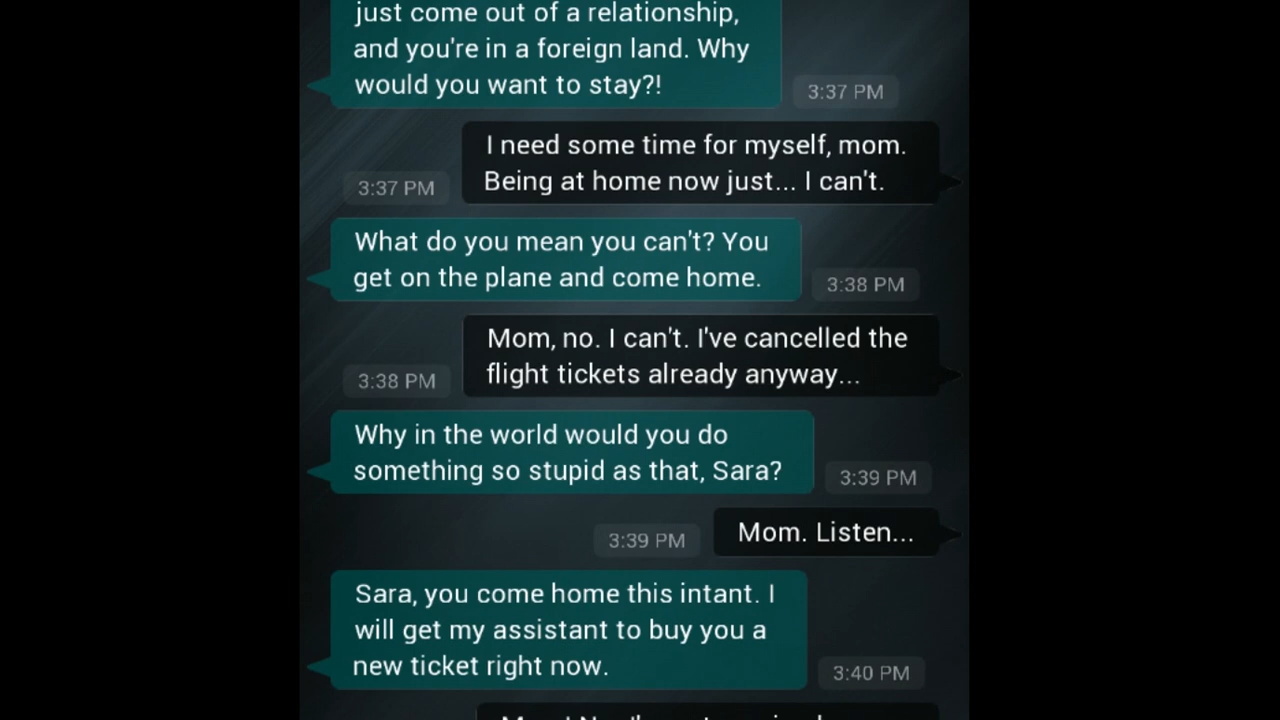 just come out of a relationship,
and you're in a foreign land. Why
would you want to stay?!
3:37 PM
I need some time for myself, mom.
Being at home now just... I can't.
3:37 PM
What do you mean you can't? You
get on the plane and come home.
3:38 PM
Mom, no. I can't. I've cancelled the
flight tickets already anyway...
3:38 PM
Why in the world would you do
something so stupid as that, Sara?
3:39 PM
Mom. Listen...
3:39 PM
Sara, you come home this intant. I
will get my assistant to buy you a
new ticket right now.
3:40 PM